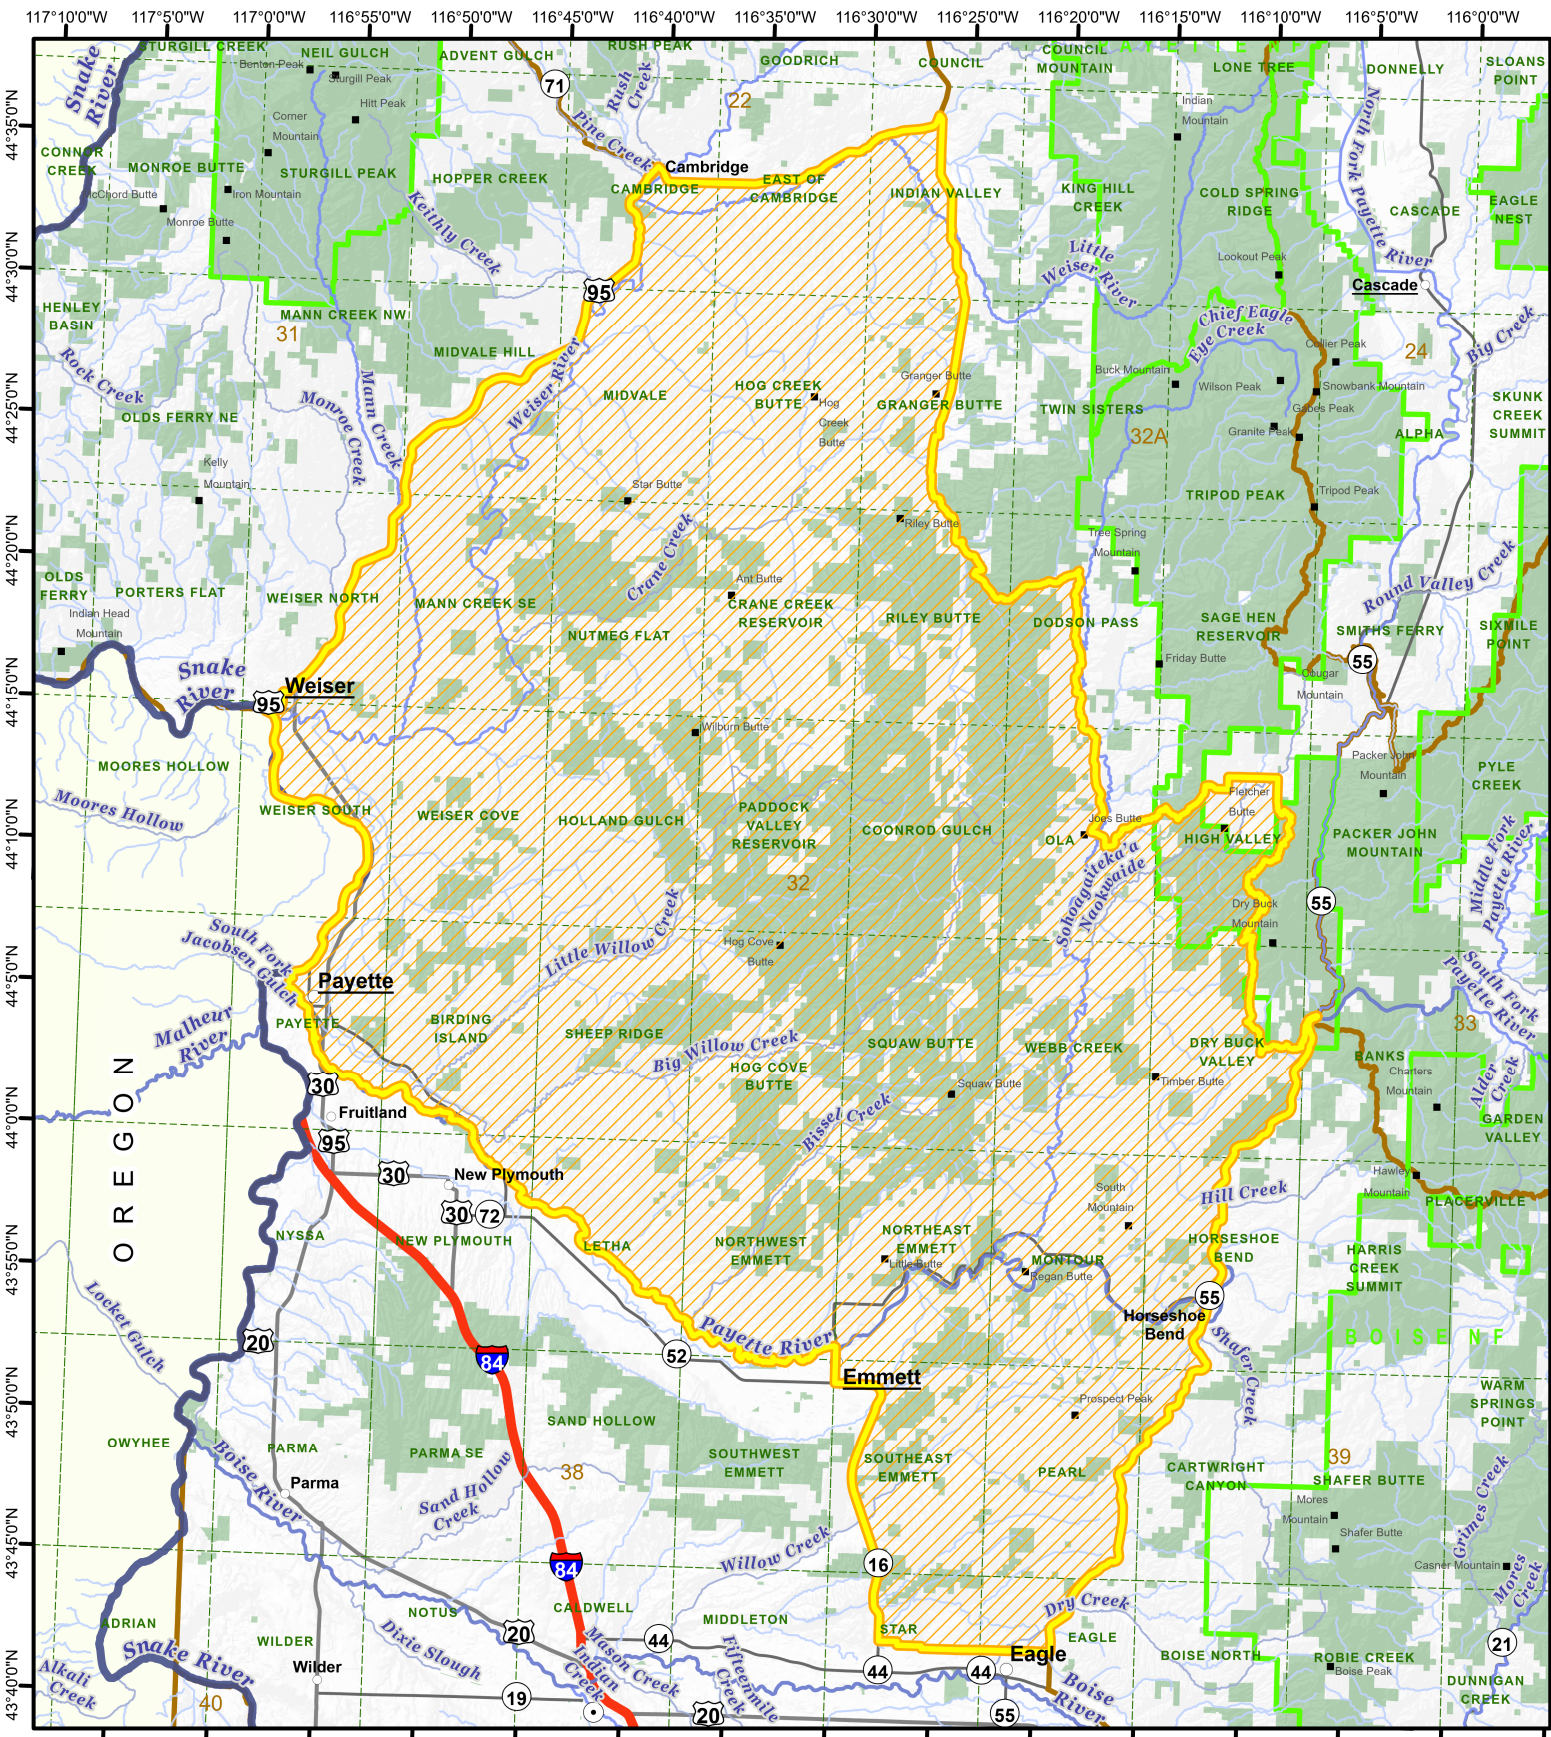 117°0'0"W
117°5'0"W
117°0'0"W
116°55'0"W
116°50'0"W
116°45'0"W
116°40'0"W
116°35'0"W
116°30'0"W
116°25'0"W
116°20'0"W
116°15'0"W
116°10'0"W
116°5'0"W
116°0'0"W
44°35'0"N
44°30'0"N
44°25'0"N
44°20'0"N
44°15'0"N
44°10'0"N
44°5'0"N
44°0'0"N
43°55'0"N
43°50'0"N
43°45'0"N
43°40'0"N
STURGILL CREEK
NEIL GULCH
ADVENT GULCH
RUSH PEAK
GOODRICH
COUNCIL
COUNCIL
MOUNTAIN
PAYETTE NF
LONE TREE
DONNELLY
SLOANS
POINT
Snake
River
Benton Peak
Sturgill Peak
Hitt Peak
Corner
Mountain
71
Rush
Creek
22
Pine Creek
Indian
Mountain
North Fork Payette River
CONNOR
CREEK
MONROE BUTTE
STURGILL PEAK
HOPPER CREEK
Cambridge
CAMBRIDGE
EAST OF
CAMBRIDGE
INDIAN VALLEY
KING HILL
CREEK
COLD SPRING
RIDGE
CASCADE
EAGLE
NEST
McChord Butte
Iron Mountain
Monroe Butte
Keithly Creek
Little
Weiser River
Lookout Peak
Cascade
95
HENLEY
BASIN
31
MANN CREEK NW
MIDVALE HILL
Chief Eagle
Eye Creek
Collier Peak
24
Big Creek
Rock Creek
OLDS FERRY NE
Monroe Creek
Mann Creek
Weiser River
MIDVALE
HOG CREEK
BUTTE
Hog
Creek
Butte
Granger Butte
GRANGER BUTTE
Buck Mountain
Wilson Peak
Snowbank Mountain
Gabes Peak
Granite Peak
TWIN SISTERS
32A
ALPHA
SKUNK
CREEK
SUMMIT
Kelly
Mountain
Star Butte
Riley Butte
TRIPOD PEAK
Tripod Peak
Tree Spring
Mountain
Crane Creek
OLDS
FERRY
PORTERS FLAT
WEISER NORTH
MANN CREEK SE
NUTMEG FLAT
Ant Butte
CRANE CREEK
RESERVOIR
RILEY BUTTE
DODSON PASS
SAGE HEN
RESERVOIR
Round Valley Creek
SMITHS FERRY
SIXMILE
POINT
Indian Head
Mountain
Friday Butte
55
Cougar
Mountain
Snake
River
Weiser
95
Wilburn Butte
MOORES HOLLOW
Packer John
Mountain
PYLE
CREEK
Moores Hollow
WEISER SOUTH
WEISER COVE
HOLLAND GULCH
PADDOCK
VALLEY
RESERVOIR
COONROD GULCH
OLA
Joes Butte
Fletcher
Butte
HIGH VALLEY
PACKER JOHN
MOUNTAIN
Middle Fork
Payette River
32
Sohoagaiteka'a
Naokwaide
Little Willow Creek
Hog Cove
Butte
Dry Buck
Mountain
55
South Fork
Jacobsen Gulch
Payette
PAYETTE
Malheur
River
BIRDING
ISLAND
SHEEP RIDGE
Big Willow Creek
HOG COVE
BUTTE
SQUAW BUTTE
WEBB CREEK
DRY BUCK
VALLEY
South Fork
Payette River
33
BANKS
Charters
Mountain
Alder
Creek
GARDEN
VALLEY
Squaw Butte
Timber Butte
Bissel Creek
30
Fruitland
95
30
New Plymouth
30
72
OREGON
NYSSA
NEW PLYMOUTH
LETHA
NORTHWEST
EMMETT
NORTHEAST
EMMETT
Little Butte
South
Mountain
Hill Creek
Hawley
Mountain
PLACERVILLE
MONTOUR
Regan Butte
HORSESHOE
BEND
HARRIS
CREEK
SUMMIT
55
Horseshoe
Bend
Locket Gulch
20
84
52
Payette River
Emmett
Shafer Creek
BOISE NF
WARM
SPRINGS
POINT
Prospect Peak
OWYHEE
PARMA
PARMA SE
SAND HOLLOW
38
SOUTHWEST
EMMETT
SOUTHEAST
EMMETT
PEARL
CARTWRIGHT
CANYON
39
SHAFER BUTTE
Boise River
Parma
Sand Hollow
Creek
Mores
Mountain
Shafer Butte
Grimes Creek
Casner Mountain
Mores
Creek
84
Willow Creek
16
Dry Creek
ADRIAN
NOTUS
CALDWELL
MIDDLETON
STAR
EAGLE
BOISE NORTH
ROBIE CREEK
Boise Peak
21
DUNNIGAN
CREEK
WILDER
Wilder
Snake River
Alkali
Creek
40
Dixie Slough
20
44
Mason Creek
Indian
Creek
Fifteenmile
Creek
44
44
Eagle
Boise
River
19
20
55